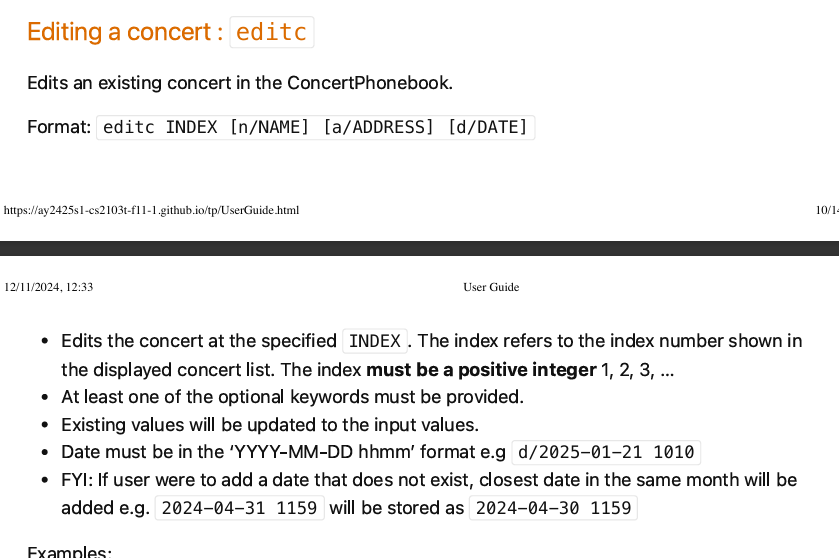 Editing a concert : editc
Edits an existing concert in the ConcertPhonebook.
Format: editc INDEX [n/NAME] [a/ADDRESS] [d/DATE]
https://ay2425s1-cs2103t-f11-1.github.io/tp/UserGuide.html 10/14
12/11/2024, 12:33 User Guide
• Edits the concert at the specified INDEX . The index refers to the index number shown in
the displayed concert list. The index must be a positive integer 1, 2, 3, …
• At least one of the optional keywords must be provided.
• Existing values will be updated to the input values.
• Date must be in the ‘YYYY-MM-DD hhmm’ format e.g d/2025-01-21 1010
• FYI: If user were to add a date that does not exist, closest date in the same month will be
added e.g. 2024-04-31 1159 will be stored as 2024-04-30 1159
Examples: